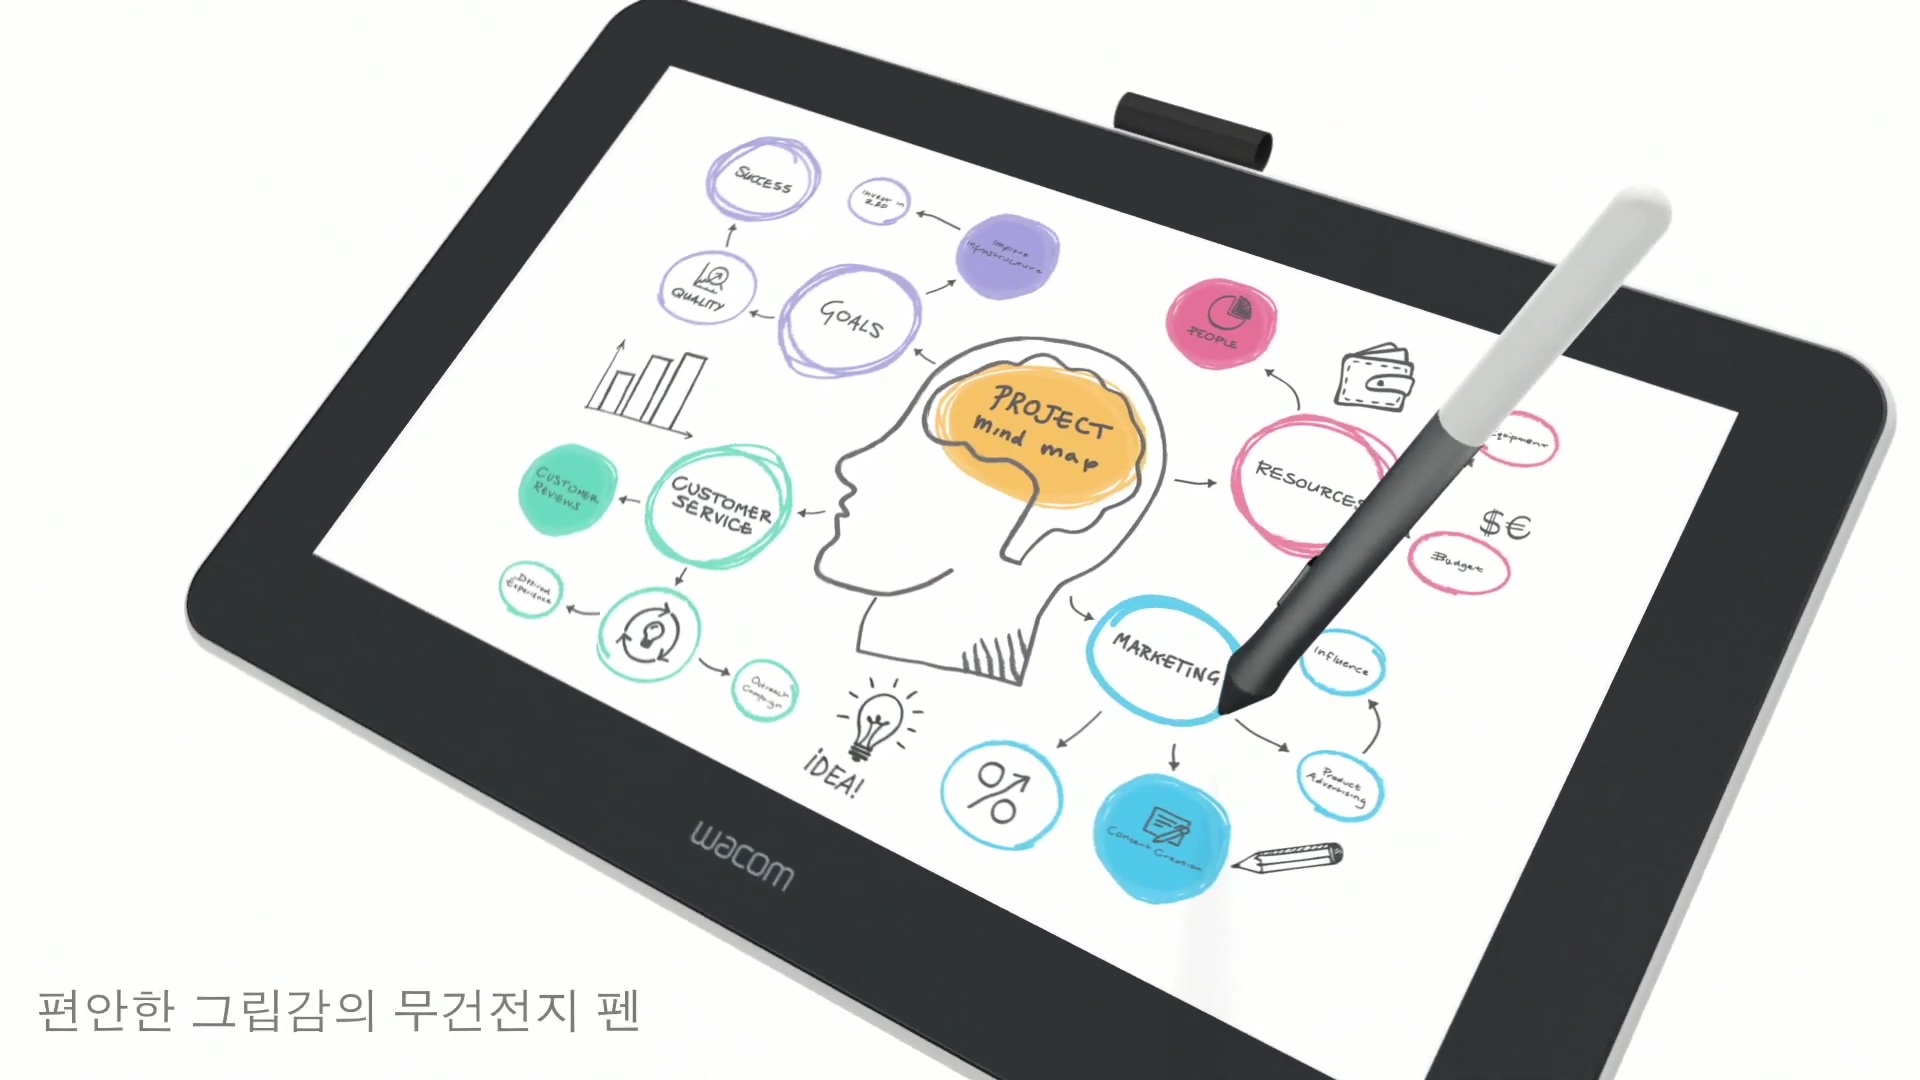 SUCCESS
Invest in
R&D
Improve
Infrastructure
QUALITY
GOALS
PEOPLE
PROJECT
mind map
Equipment
RESOURCES
CUSTOMER
REVIEWS
CUSTOMER
SERVICE
$€
Budget
Desired
Experience
MARKETING
Influence
Outreach
Campaign
iDEA!
%
Product
Advertising
Content Creation
wacom
편안한 그립감의 무건전지 펜